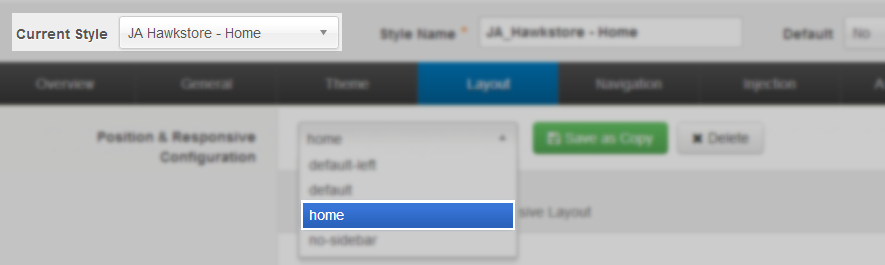 Current Style JA Hawkstore - Home Style Name * JA_Hawkstore - Home Default No
Overview General Theme Layout Navigation Injection A
Position & Responsive
Configuration
home Save as Copy Delete
default-left
default
home sive Layout
no-sidebar